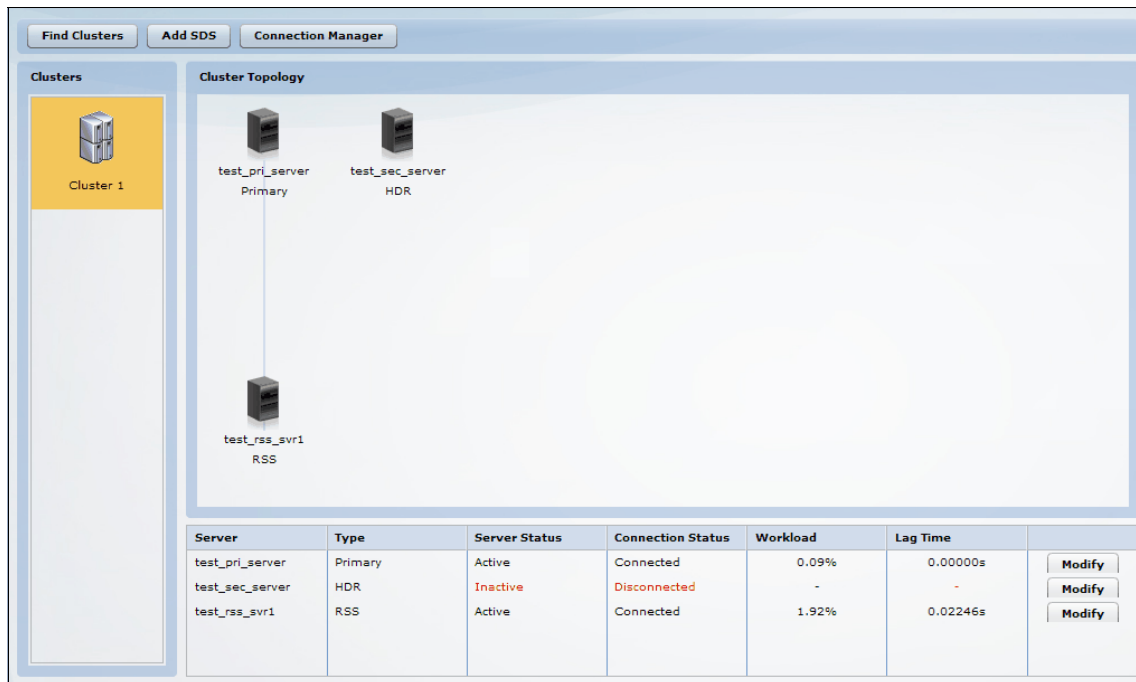 Find Clusters Add SDS Connection Manager
Clusters
Cluster 1
Cluster Topology
test_pri_server test_sec_server
Primary HDR
test_rss_svr1
RSS
Server Type Server Status Connection Status Workload Lag Time
test_pri_server Primary Active Connected 0.09% 0.00000s Modify
test_sec_server HDR Inactive Disconnected - - Modify
test_rss_svr1 RSS Active Connected 1.92% 0.02246s Modify